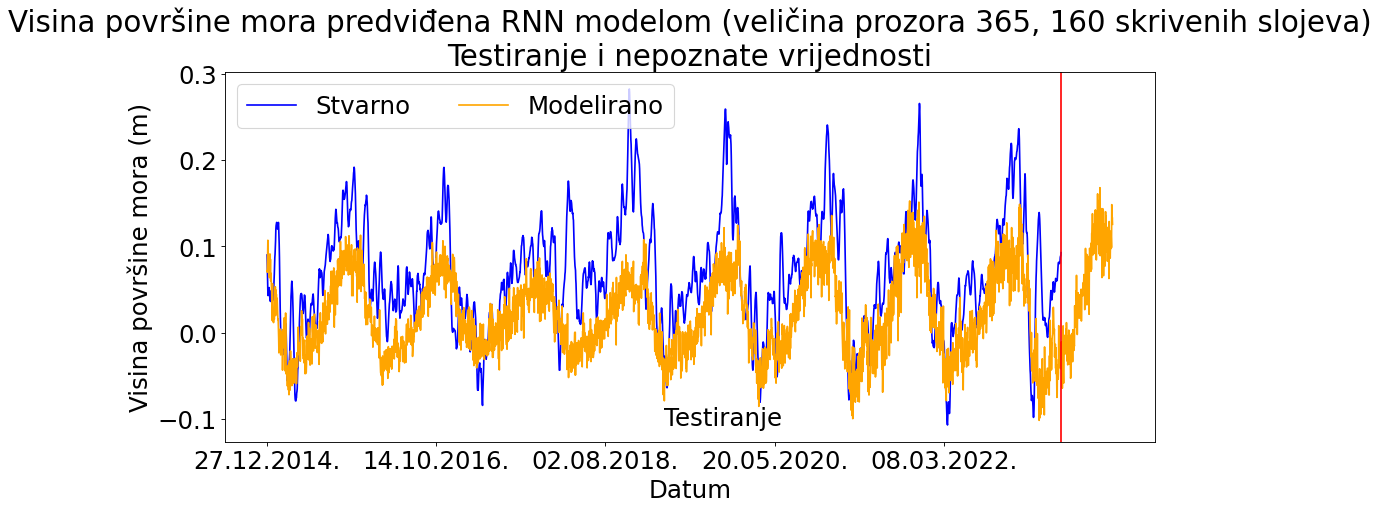 Visina površine mora predviđena RNN modelom (veličina prozora 365, 160 skrivenih slojeva)
Testiranje i nepoznate vrijednosti
Stvarno Modelirano
Visina površine mora (m)
0.3
0.2
0.1
0.0
−0.1
Testiranje
27.12.2014. 14.10.2016. 02.08.2018. 20.05.2020. 08.03.2022.
Datum